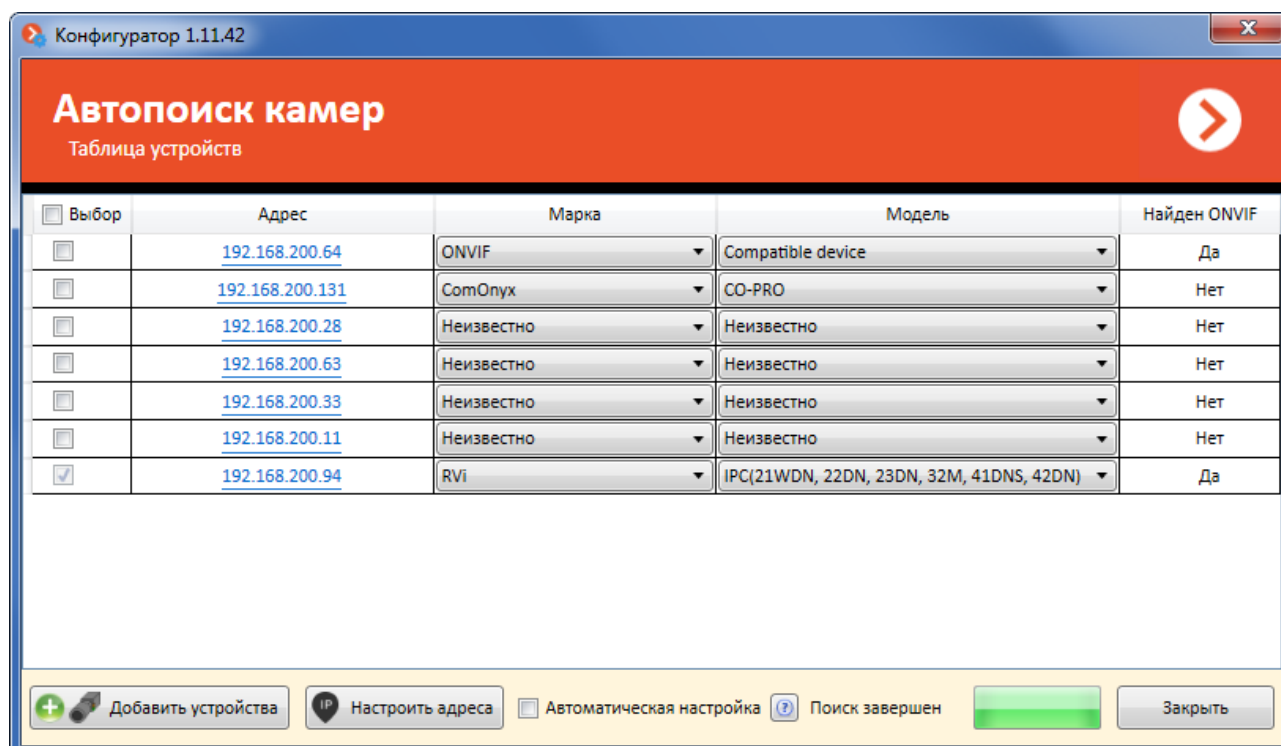 Конфигуратор 1.11.42
Автопоиск камер
Таблица устройств
Выбор Адрес Марка Модель Найден ONVIF
192.168.200.64 ONVIF Compatible device Да
192.168.200.131 ComOnyx CO-PRO Нет
192.168.200.28 Неизвестно Неизвестно Нет
192.168.200.63 Неизвестно Неизвестно Нет
192.168.200.33 Неизвестно Неизвестно Нет
192.168.200.11 Неизвестно Неизвестно Нет
192.168.200.94 RVi IPC(21WDN, 22DN, 23DN, 32M, 41DNS, 42DN) Да
Добавить устройства IP Настроить адреса Автоматическая настройка ? Поиск завершен Закрыть